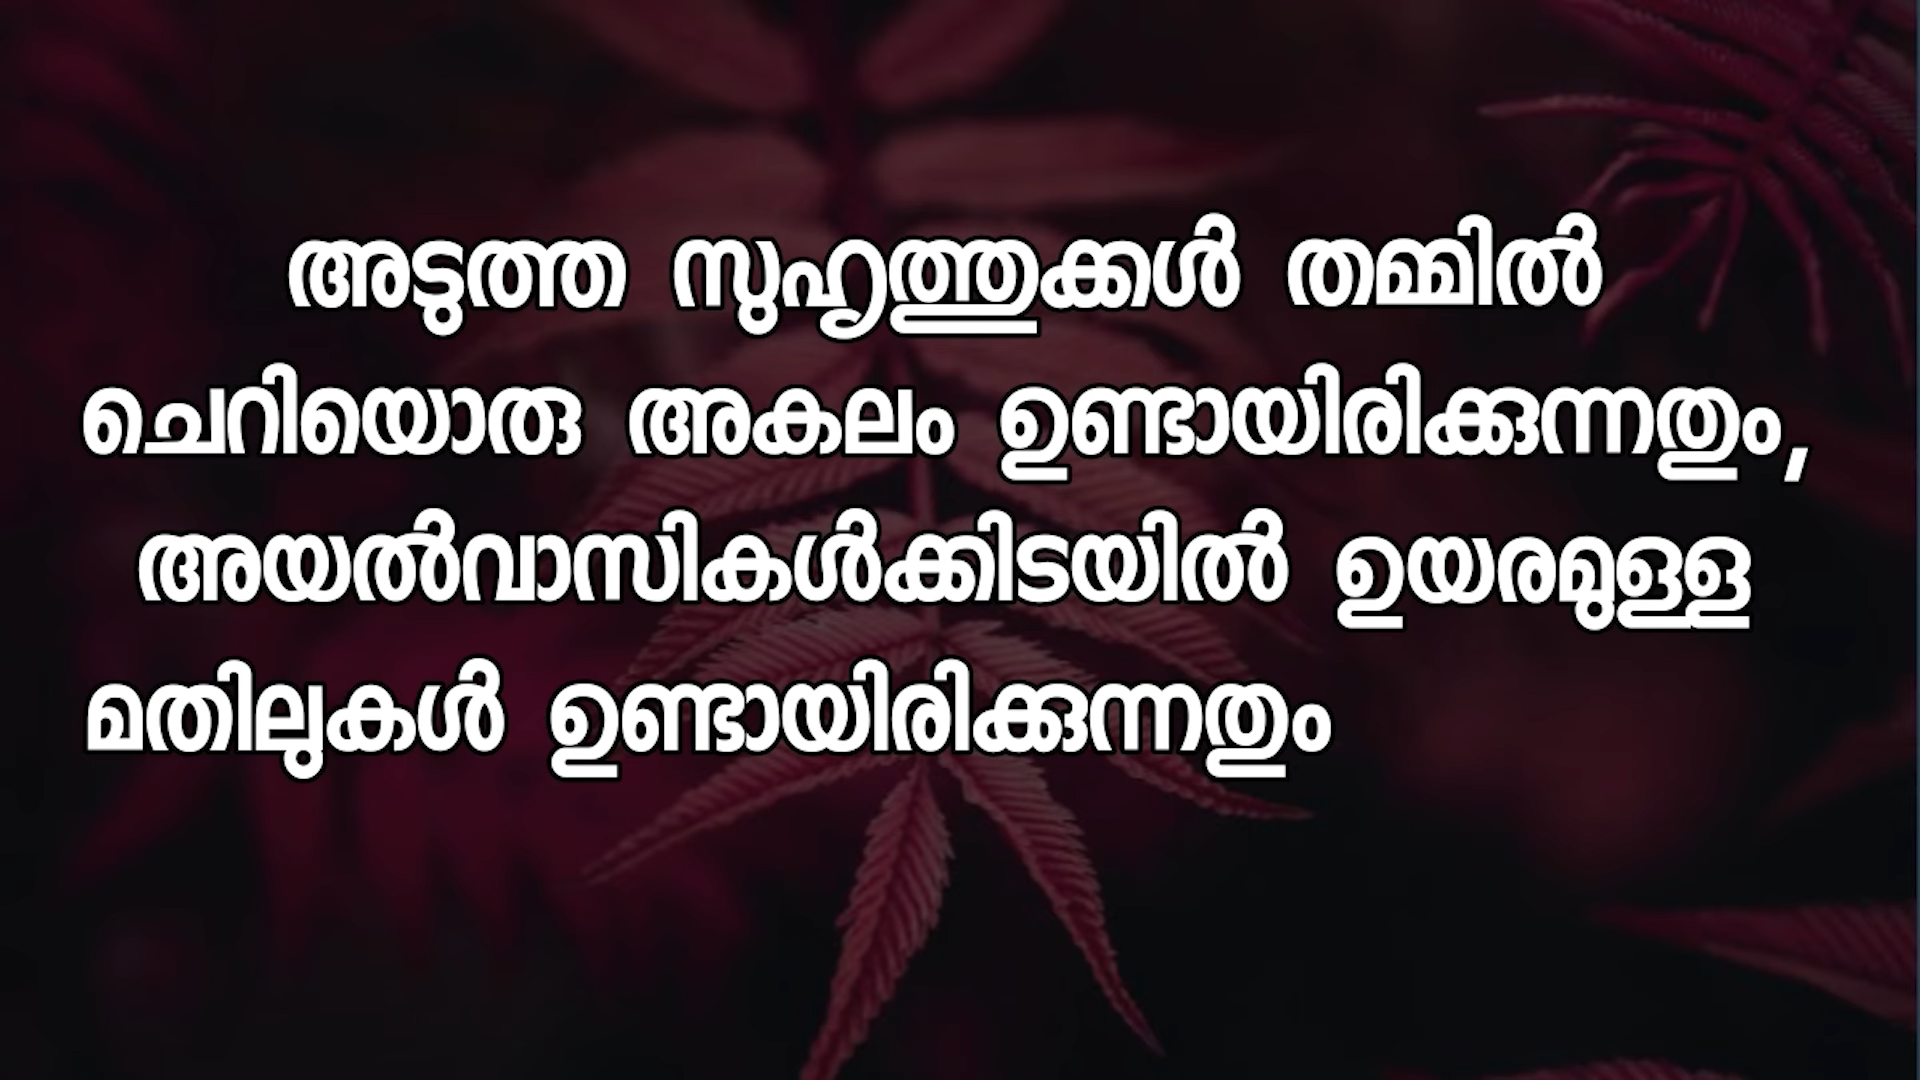 അടുത്ത സുഹൃത്തുക്കൾ തമ്മിൽ
ചെറിയൊരു അകലം ഉണ്ടായിരിക്കുന്നതും,
അയൽവാസികൾക്കിടയിൽ ഉയരമുള്ള
മതിലുകൾ ഉണ്ടായിരിക്കുന്നതും